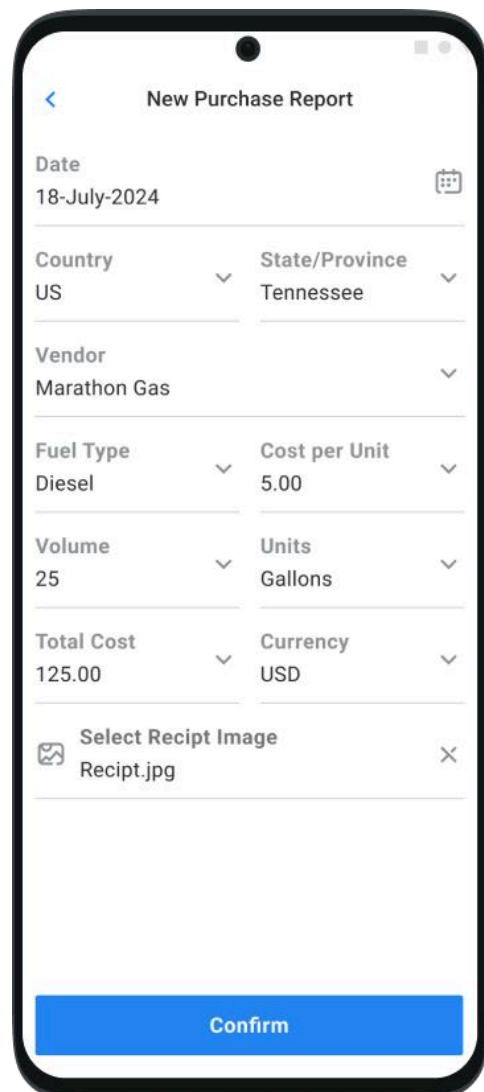 New Purchase Report
Date
18-July-2024
Country
US
State/Province
Tennessee
Vendor
Marathon Gas
Fuel Type
Diesel
Cost per Unit
5.00
Volume
25
Units
Gallons
Total Cost
125.00
Currency
USD
Select Recipt Image
Recipt.jpg
Confirm